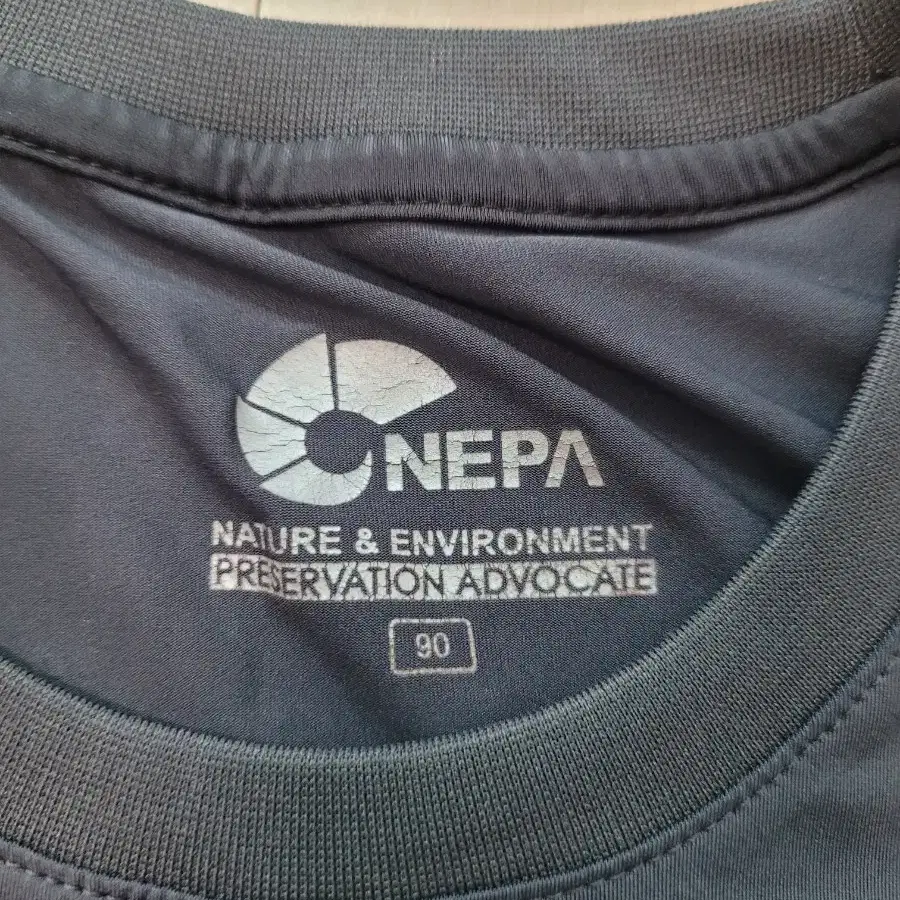 NEPA
NATURE & ENVIRONMENT
PRESERVATION ADVOCATE
90